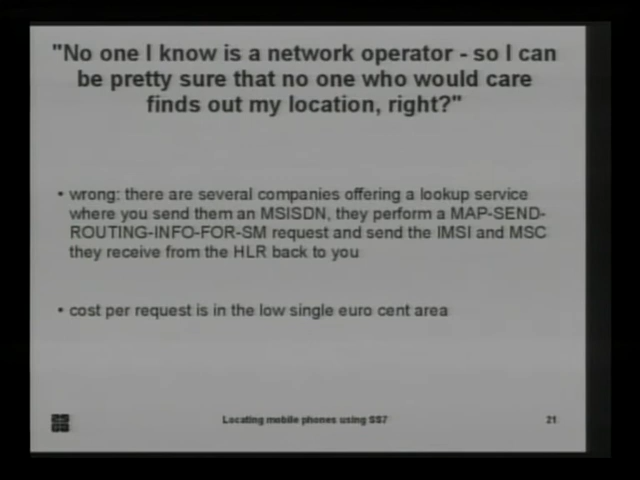 "No one I know is a network operator - so I can
be pretty sure that no one who would care
finds out my location, right?"
• wrong: there are several companies offering a lookup service
where you send them an MSISDN, they perform a MAP-SEND-
ROUTING-INFO-FOR-SM request and send the IMSI and MSC
they receive from the HLR back to you
• cost per request is in the low single euro cent area
Locating mobile phones using SS7
21